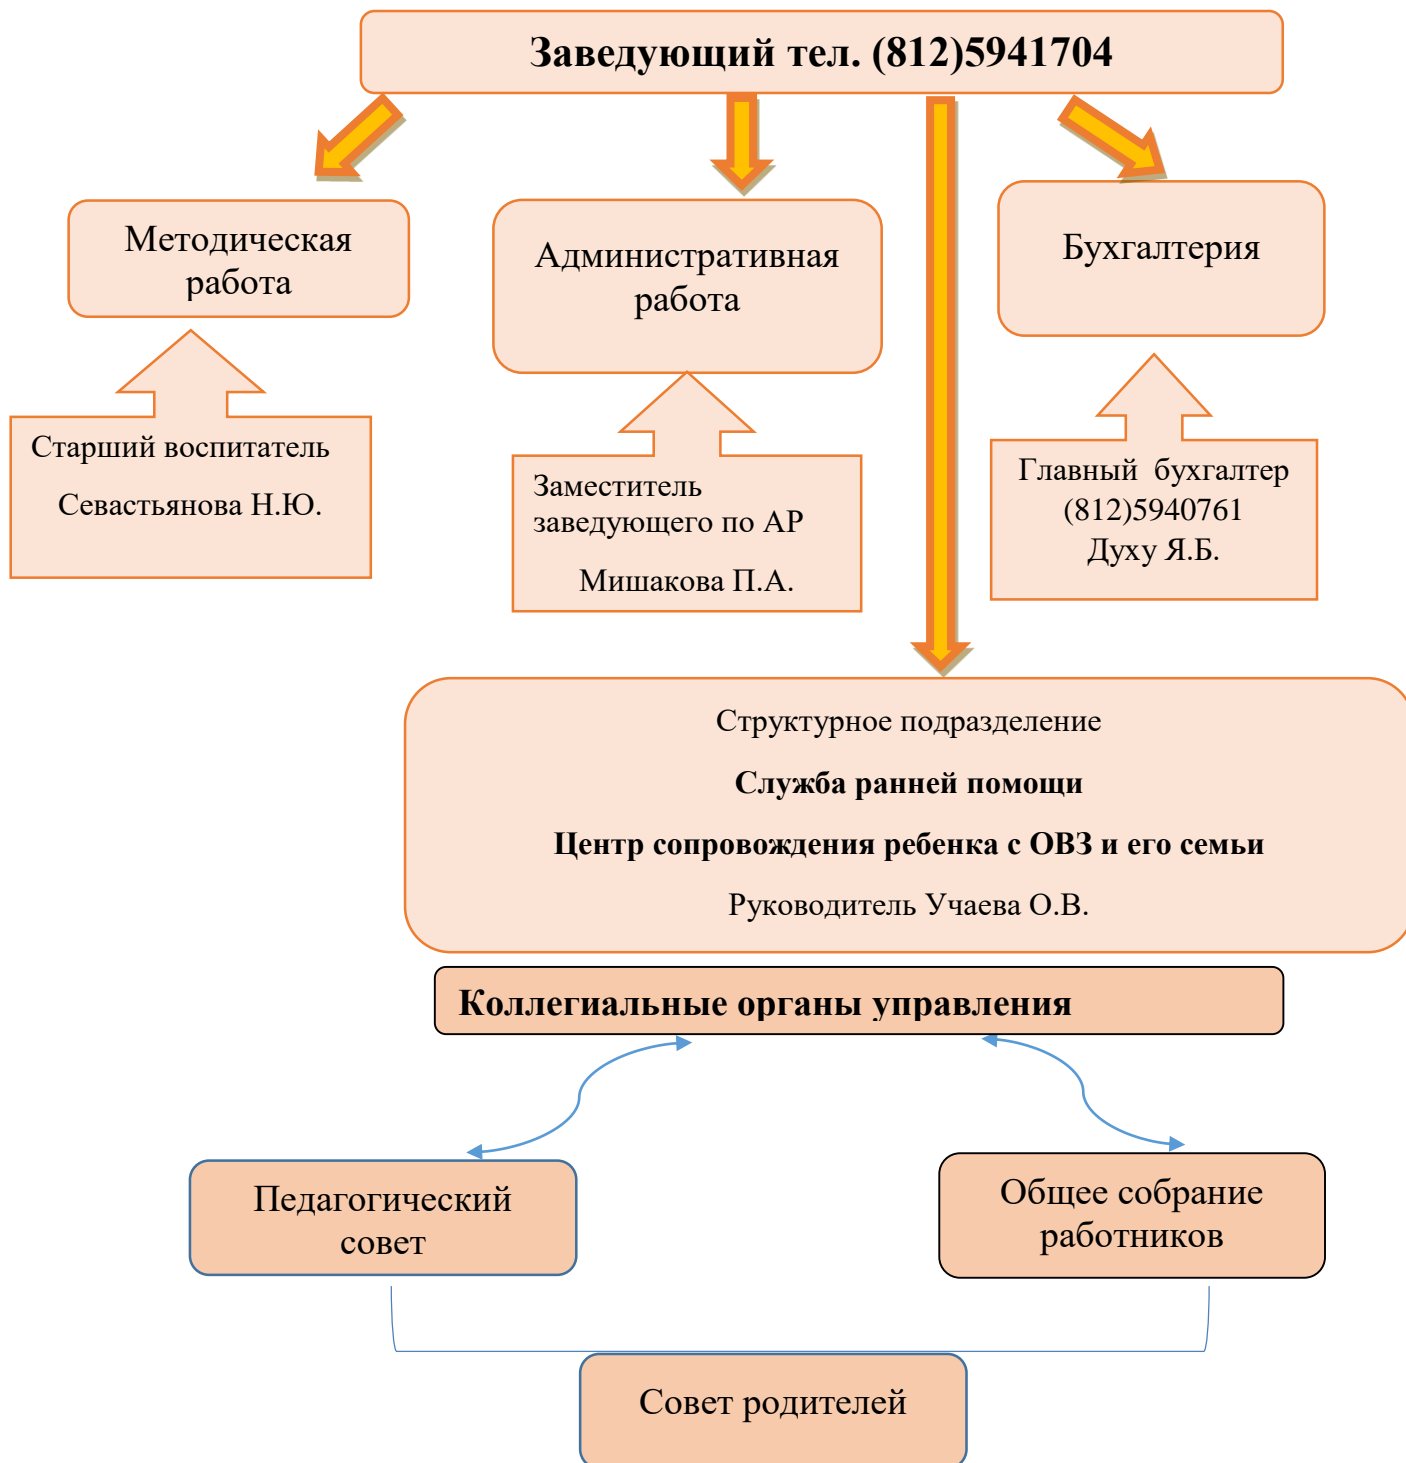 Заведующий тел. (812)5941704
Методическая
работа
Административная
работа
Бухгалтерия
Старший воспитатель
Севастьянова Н.Ю.
Заместитель
заведующего по АР
Мишакова П.А.
Главный бухгалтер
(812)5940761
Духу Я.Б.
Структурное подразделение
Служба ранней помощи
Центр сопровождения ребенка с ОВЗ и его семьи
Руководитель Учаева О.В.
Коллегиальные органы управления
Педагогический
совет
Общее собрание
работников
Совет родителей